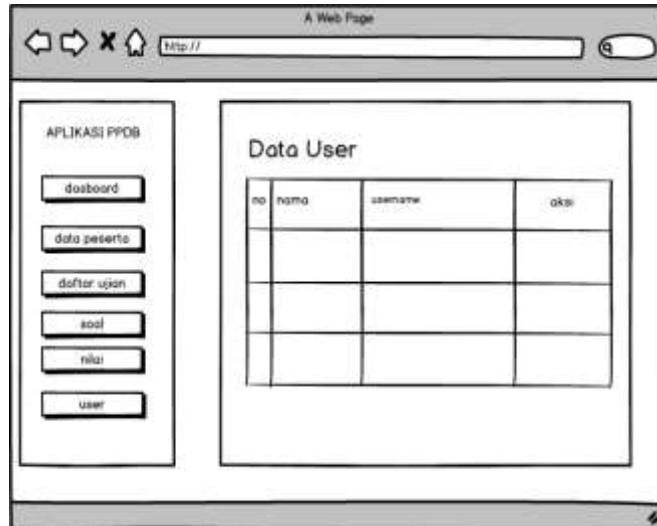 A Web Page
http://
APLIKASI PPDB
dasboard
data peserta
daftar ujian
soal
nilai
user
Data User
no nama username aksi